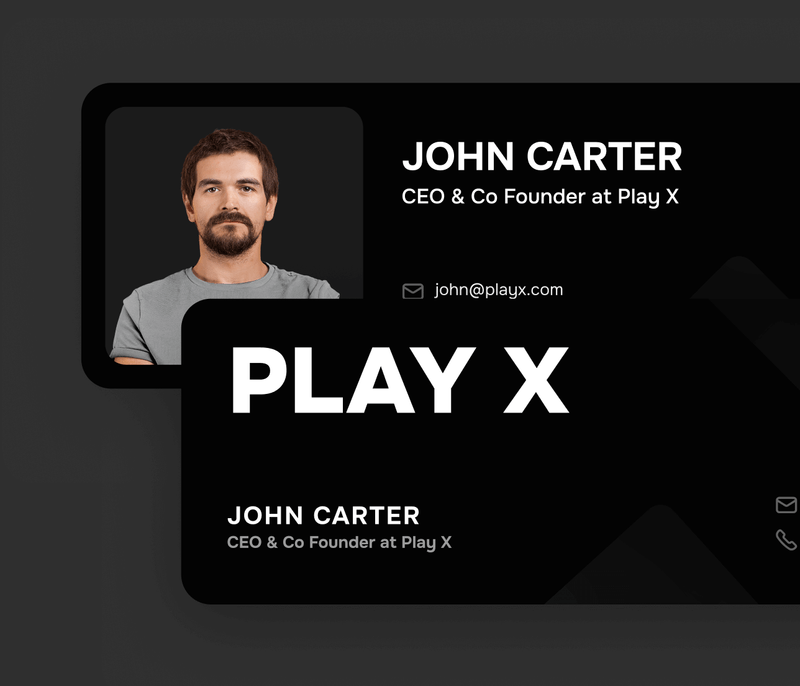 JOHN CARTER
CEO & Co Founder at Play X
john@playx.com
PLAY X
JOHN CARTER
CEO & Co Founder at Play X